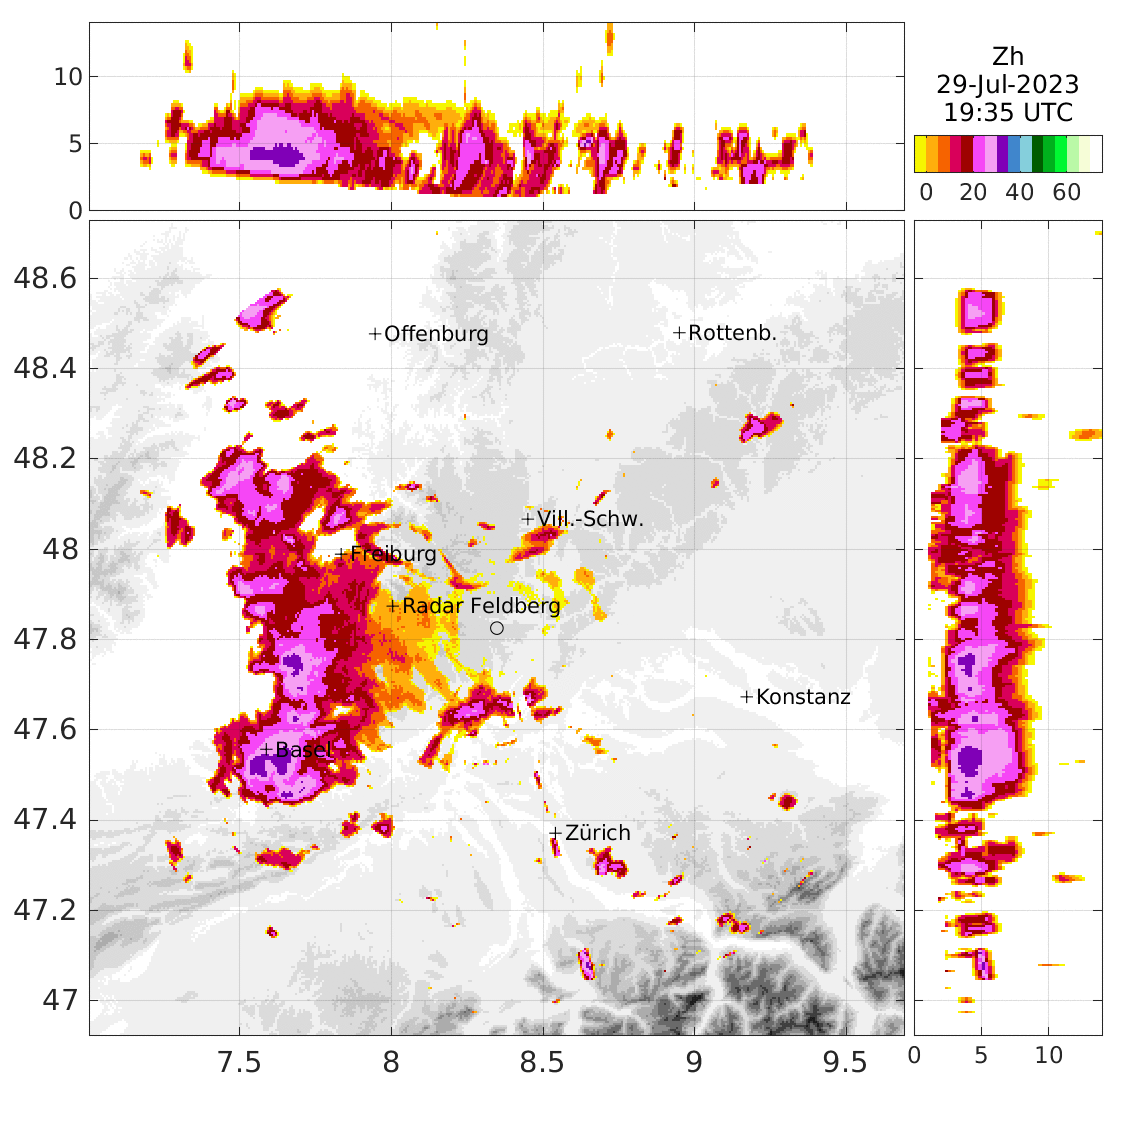 10
5
0
Zh
29-Jul-2023
19:35 UTC
0 20 40 60
48.6
48.4
48.2
48
47.8
47.6
47.4
47.2
47
+Offenburg
+Rottenb.
+Vill.-Schw.
+Freiburg
+Radar Feldberg
+Konstanz
+Basel
+Zürich
7.5 8 8.5 9 9.5
0 5 10